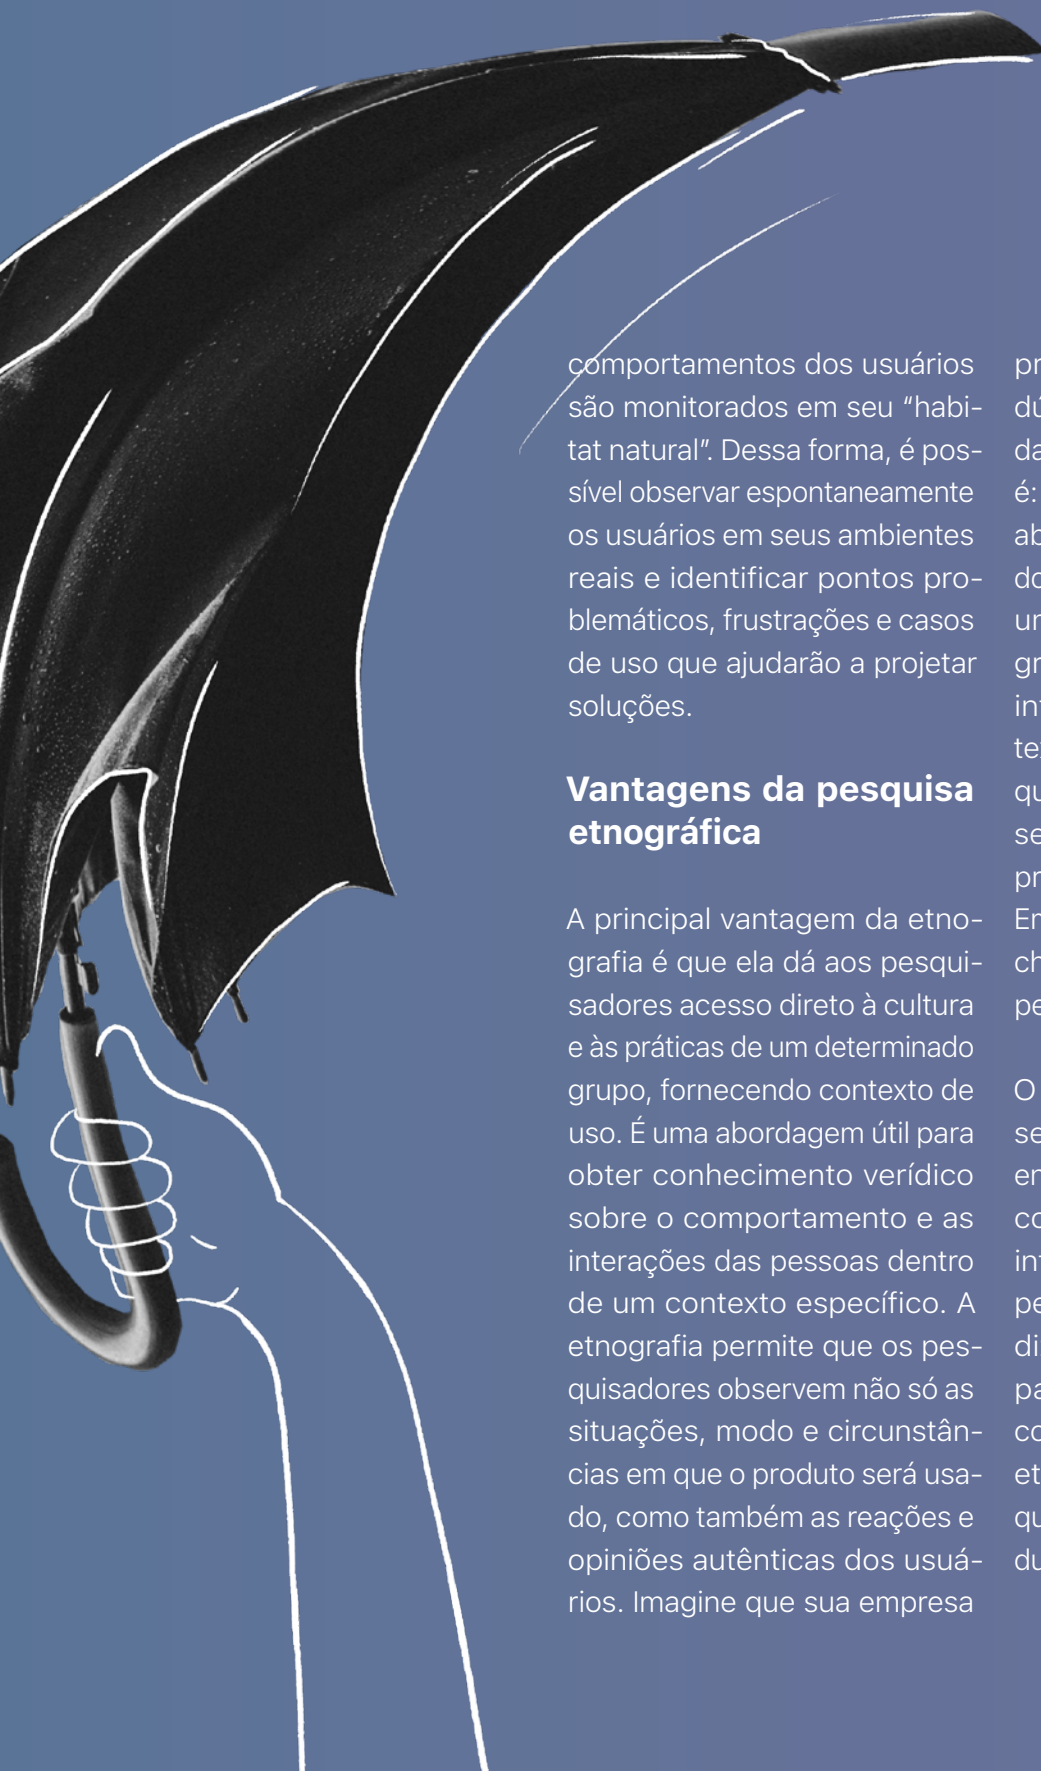 comportamentos dos usuários
são monitorados em seu “habi-
tat natural”. Dessa forma, é pos-
sível observar espontaneamente
os usuários em seus ambientes
reais e identificar pontos pro-
blemáticos, frustrações e casos
de uso que ajudarão a projetar
soluções.
Vantagens da pesquisa
etnográfica
A principal vantagem da etno-
grafia é que ela dá aos pesqui-
sadores acesso direto à cultura
e às práticas de um determinado
grupo, fornecendo contexto de
uso. É uma abordagem útil para
obter conhecimento verídico
sobre o comportamento e as
interações das pessoas dentro
de um contexto específico. A
etnografia permite que os pes-
quisadores observem não só as
situações, modo e circunstân-
cias em que o produto será usa-
do, como também as reações e
opiniões autênticas dos usuá-
rios. Imagine que sua empresa
é:
O